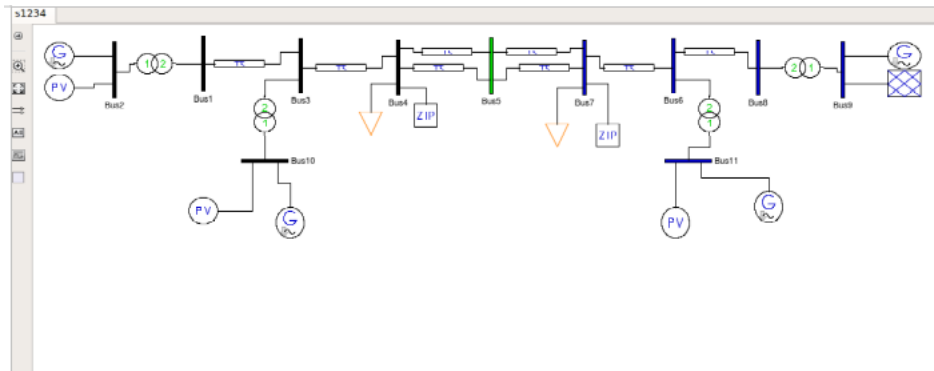 s1234
G
G
PV
1 2
π
π
π
π
π
π
π
π
2 1
Bus2
Bus1
Bus3
Bus4
Bus5
Bus7
Bus6
Bus8
Bus9
2
1
ZIP
ZIP
2
1
Bus10
Bus11
PV
G
PV
G